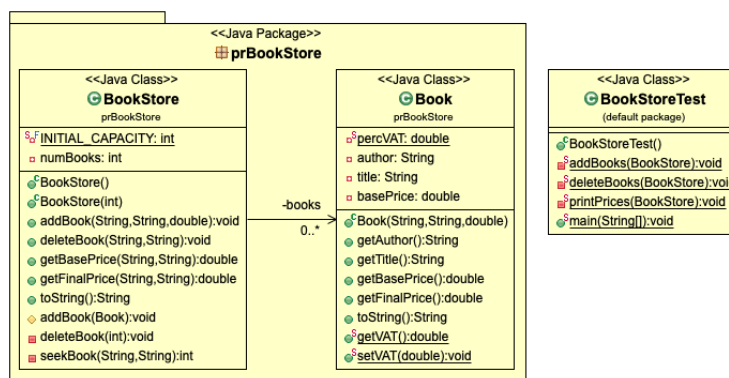 <<Java Package>>
prBookStore
<<Java Class>>
BookStore
prBookStore
INITIAL_CAPACITY: int
numBooks: int
BookStore()
BookStore(int)
addBook(String,String,double):void
deleteBook(String,String):void
getBasePrice(String,String):double
getFinalPrice(String,String):double
toString():String
addBook(Book):void
deleteBook(int):void
seekBook(String,String):int
-books
0..*
<<Java Class>>
Book
prBookStore
percVAT: double
author: String
title: String
basePrice: double
Book(String,String,double)
getAuthor():String
getTitle():String
getBasePrice():double
getFinalPrice():double
toString():String
getVAT():double
setVAT(double):void
<<Java Class>>
BookStoreTest
(default package)
BookStoreTest()
addBooks(BookStore):void
deleteBooks(BookStore):voi
printPrices(BookStore):void
main(String[]):void